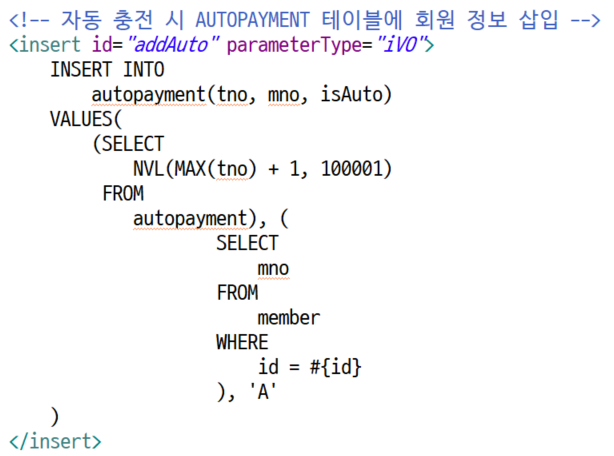 <!-- 자동 충전 시 AUTOPAYMENT 테이블에 회원 정보 삽입 -->
<insert id="addAuto" parameterType="iVO">
    INSERT INTO
        autopayment(tno, mno, isAuto)
    VALUES(
        (SELECT
            NVL(MAX(tno) + 1, 100001)
         FROM
            autopayment), (
                    SELECT
                        mno
                    FROM
                        member
                    WHERE
                        id = #{id}
                    ), 'A'
    )
</insert>